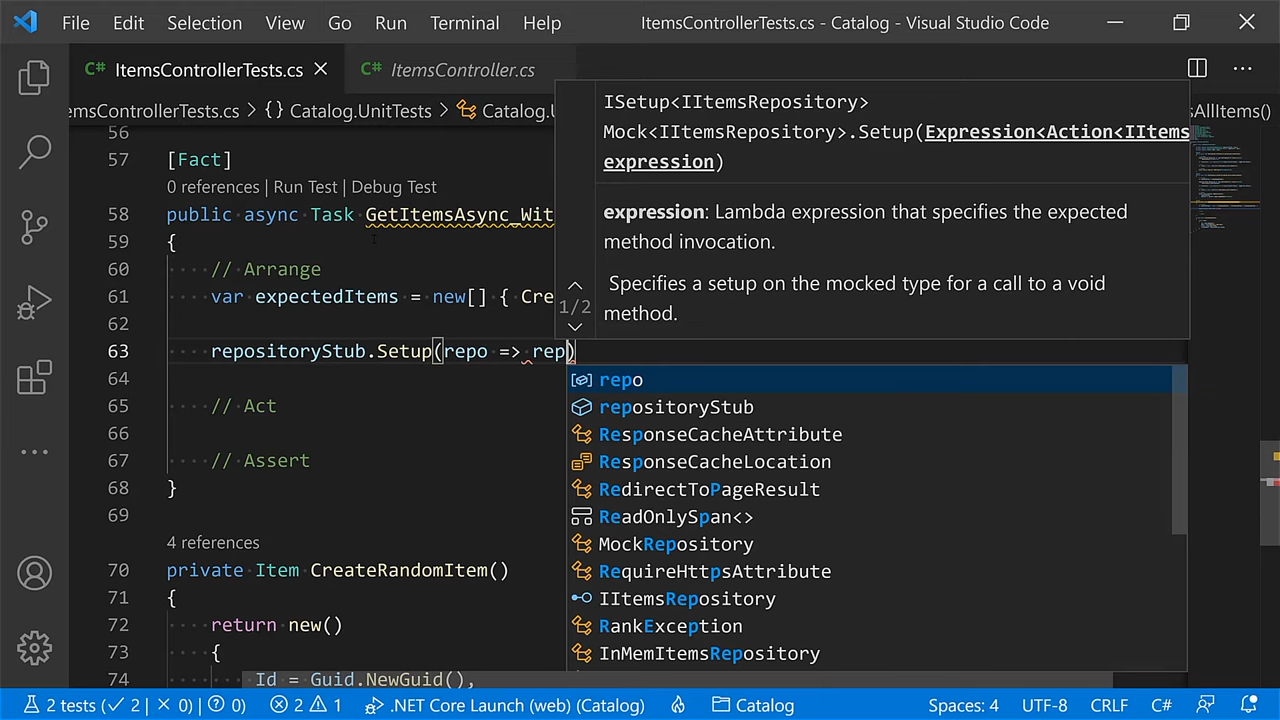 File Edit Selection View Go Run Terminal Help ItemsControllerTests.cs - Catalog - Visual Studio Code
C# ItemsControllerTests.cs C# ItemsController.cs
emsControllerTests.cs > {} Catalog.UnitTests > Catalog.U sAllItems()
ISetup<IItemsRepository>
Mock<IItemsRepository>.Setup(Expression<Action<IItems
expression)
expression: Lambda expression that specifies the expected
method invocation.
1/2
Specifies a setup on the mocked type for a call to a void
method.
56
57 [Fact]
0 references | Run Test | Debug Test
58 public async Task GetItemsAsync_Wit
59 {
60 // Arrange
61 var expectedItems = new[] { Cre
62
63 repositoryStub.Setup(repo => rep)
64
65 // Act
66
67 // Assert
68 }
69
4 references
70 private Item CreateRandomItem()
71 {
72 return new()
73 {
74 Id = Guid.NewGuid(),
repo
repositoryStub
ResponseCacheAttribute
ResponseCacheLocation
RedirectToPageResult
ReadOnlySpan<>
MockRepository
RequireHttpsAttribute
IItemsRepository
RankException
InMemItemsRepository
2 tests (✓ 2 | × 0) | ? 0) 2 1 .NET Core Launch (web) (Catalog) Catalog Spaces: 4 UTF-8 CRLF C#